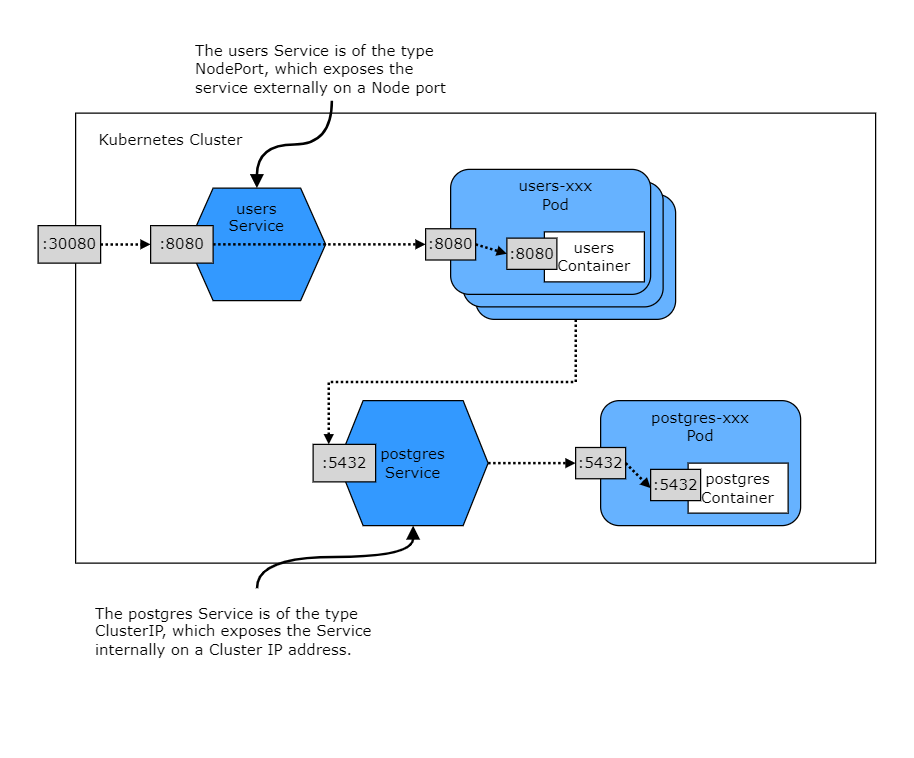 The users Service is of the type
NodePort, which exposes the
service externally on a Node port
Kubernetes Cluster
users-xxx
Pod
users
Service
:30080
:8080
:8080
:8080
users
Container
postgres-xxx
Pod
:5432
postgres
Service
:5432
:5432
postgres
Container
The postgres Service is of the type
ClusterIP, which exposes the Service
internally on a Cluster IP address.